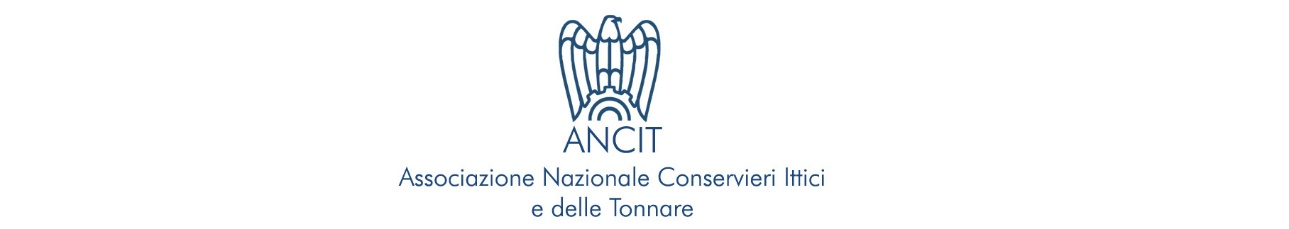 ANCIT
Associazione Nazionale Conservieri Ittici
e delle Tonnare